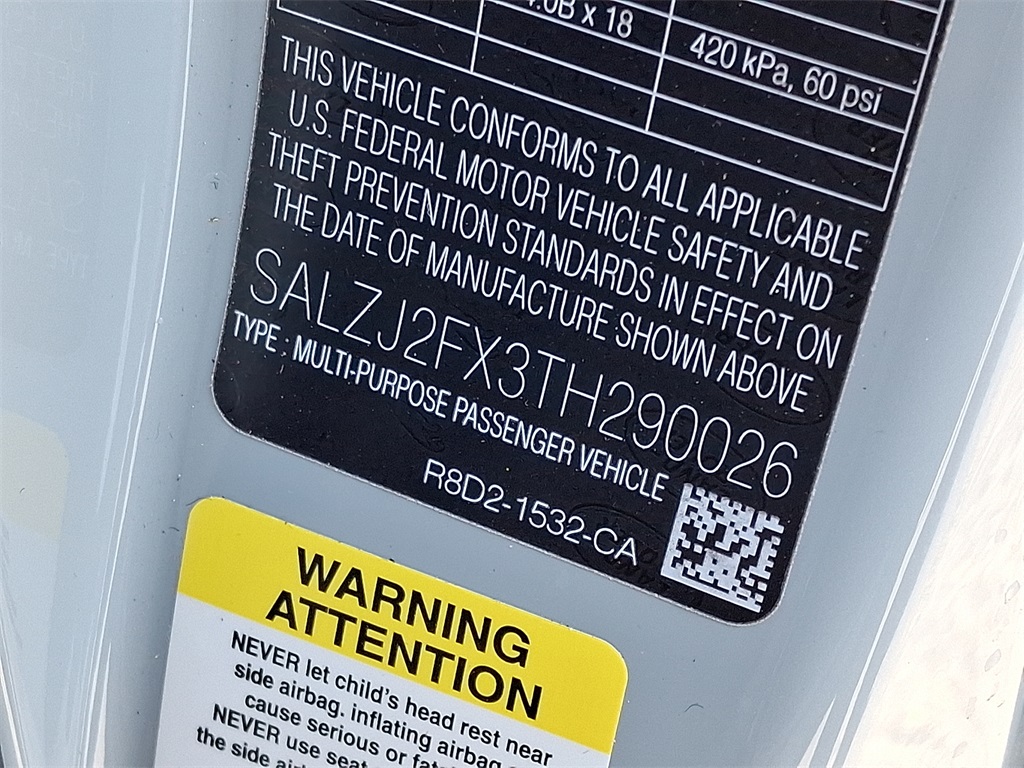 .0B x 18
420 kPa, 60 psi
THIS VEHICLE CONFORMS TO ALL APPLICABLE
U.S. FEDERAL MOTOR VEHICLE SAFETY AND
THEFT PREVENTION STANDARDS IN EFFECT ON
THE DATE OF MANUFACTURE SHOWN ABOVE
SALZJ2FX3TH290026
TYPE : MULTI-PURPOSE PASSENGER VEHICLE
R8D2-1532-CA
WARNING
ATTENTION
NEVER let child's head rest near
side airbag. inflating airbag
cause serious or
NEVER use
the side